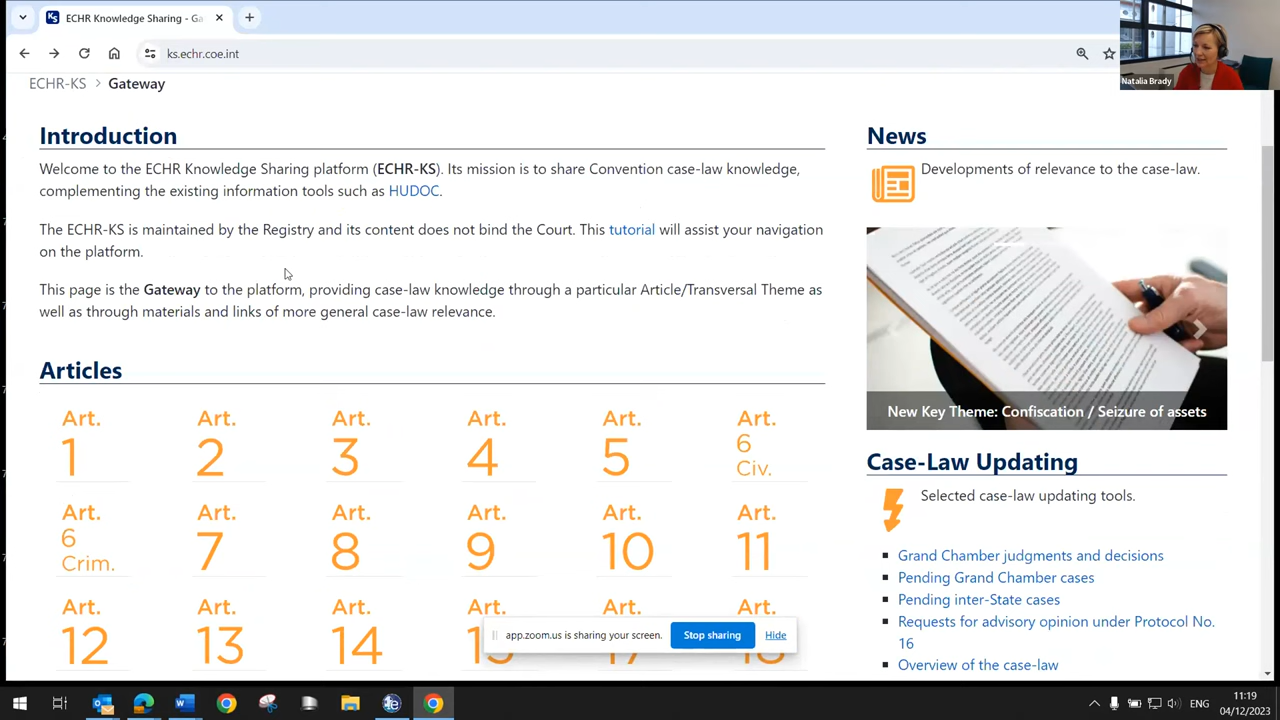 ECHR Knowledge Sharing - Ga
ks.echr.coe.int
Natalia Brady
ECHR-KS > Gateway
Introduction
Welcome to the ECHR Knowledge Sharing platform (ECHR-KS). Its mission is to share Convention case-law knowledge,
complementing the existing information tools such as HUDOC.
The ECHR-KS is maintained by the Registry and its content does not bind the Court. This tutorial will assist your navigation
on the platform.
This page is the Gateway to the platform, providing case-law knowledge through a particular Article/Transversal Theme as
well as through materials and links of more general case-law relevance.
Articles
Art. 1
Art. 2
Art. 3
Art. 4
Art. 5
Art. 6 Civ.
Art. 6 Crim.
Art. 7
Art. 8
Art. 9
Art. 10
Art. 11
Art. 12
Art. 13
Art. 14
Art.
Art.
Art.
News
Developments of relevance to the case-law.
New Key Theme: Confiscation / Seizure of assets
Case-Law Updating
Selected case-law updating tools.
Grand Chamber judgments and decisions
Pending Grand Chamber cases
Pending inter-State cases
Requests for advisory opinion under Protocol No.
16
Overview of the case-law
app.zoom.us is sharing your screen.
Stop sharing
Hide
ENG
11:19
04/12/2023